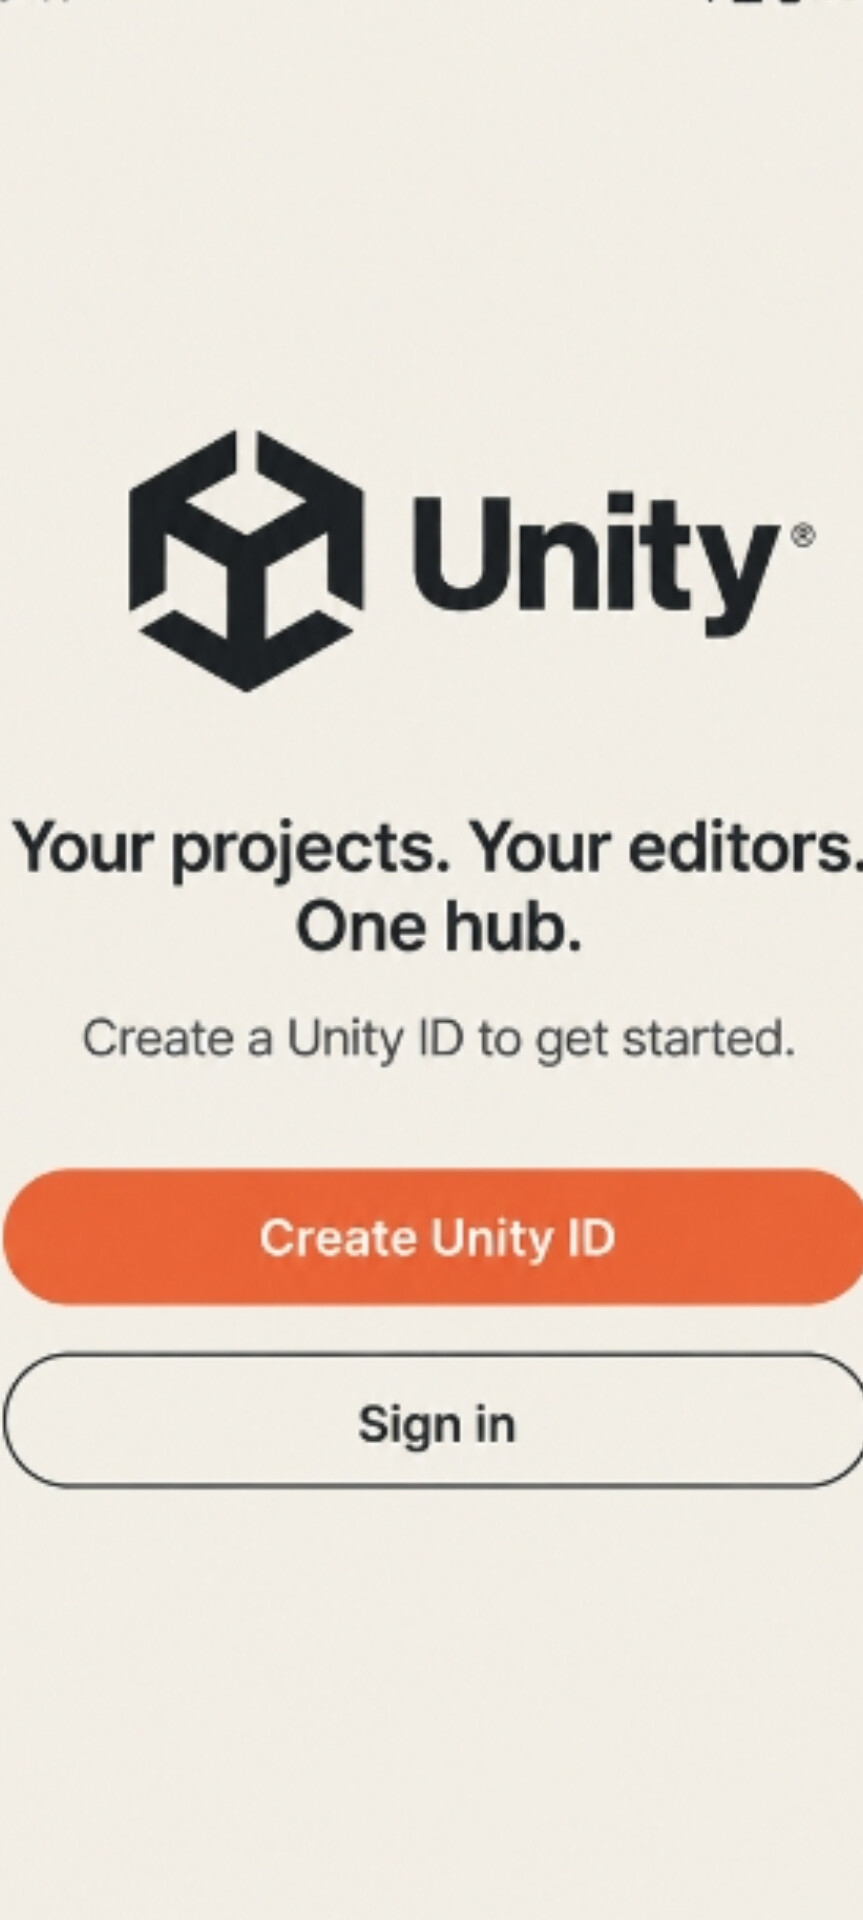 Unity®
Your projects. Your editors.
One hub.
Create a Unity ID to get started.
Create Unity ID
Sign in